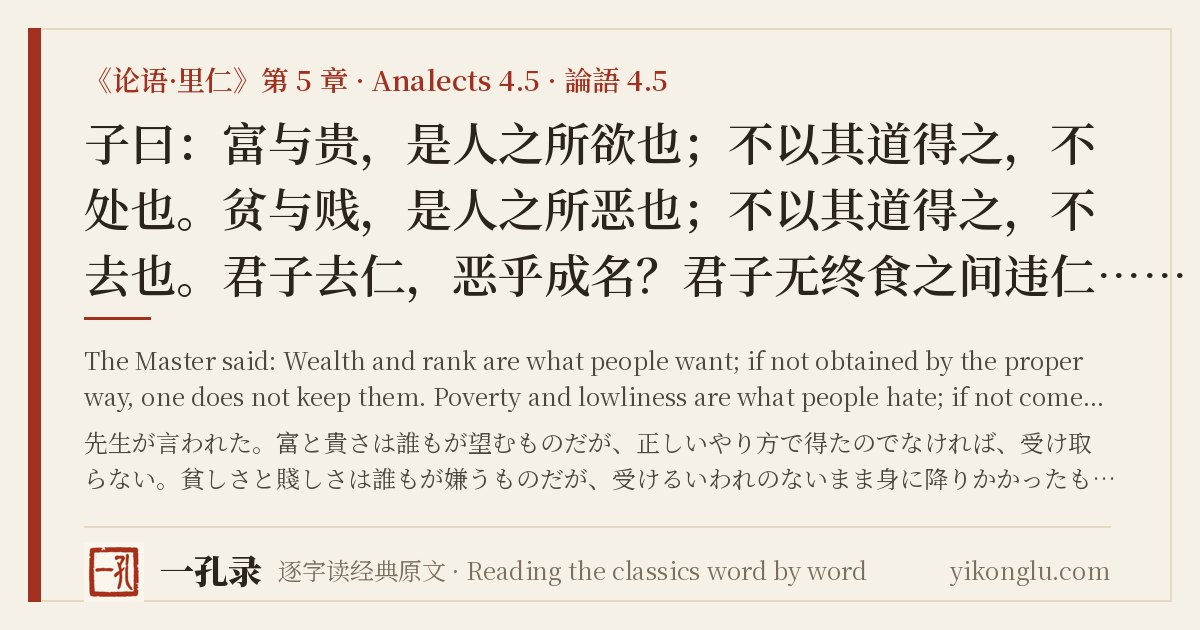 《论语·里仁》第 5 章 · Analects 4.5 · 論語 4.5
子曰：富与贵，是人之所欲也；不以其道得之，不
处也。贫与贱，是人之所恶也；不以其道得之，不
去也。君子去仁，恶乎成名？君子无终食之间违仁……
The Master said: Wealth and rank are what people want; if not obtained by the proper
way, one does not keep them. Poverty and lowliness are what people hate; if not come…
先生が言われた。富と貴さは誰もが望むものだが、正しいやり方で得たのでなければ、受け取
らない。貧しさと賤しさは誰もが嫌うものだが、受けるいわれのないまま身に降りかかったも…
一孔
一孔录 逐字读经典原文 · Reading the classics word by word yikonglu.com